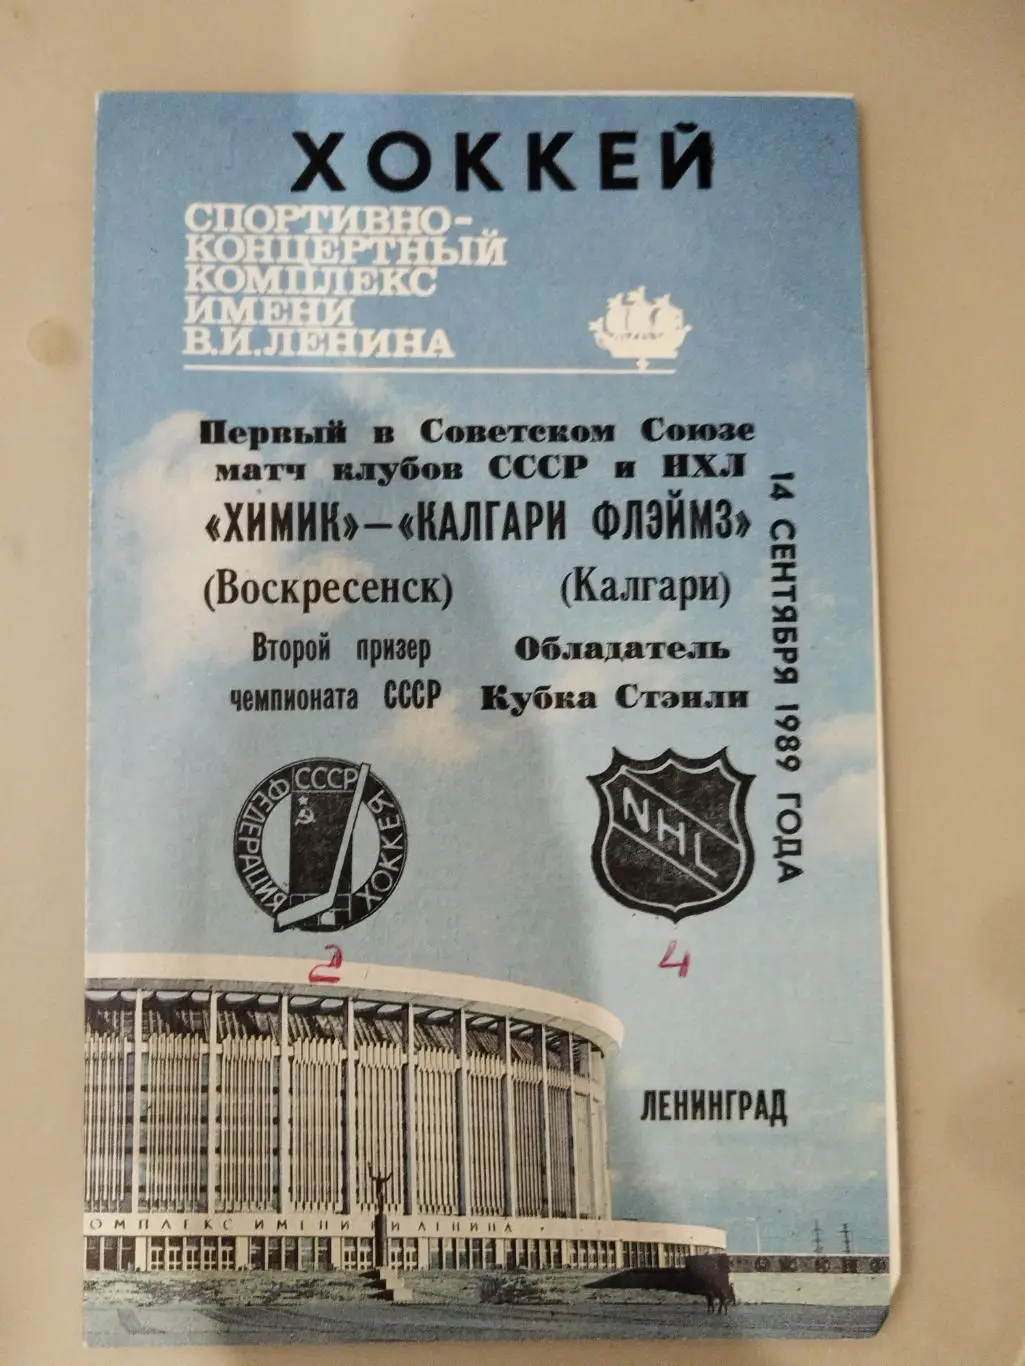 ХОККЕЙ
СПОРТИВНО-
КОНЦЕРТНЫЙ
КОМПЛЕКС
ИМЕНИ
В.И.ЛЕНИНА
Первый в Советском Союзе
матч клубов СССР и НХЛ
«ХИМИК»—«КАЛГАРИ ФЛЭЙМЗ»
(Воскресенск) (Калгари)
Второй призер
чемпионата СССР
Обладатель
Кубка Стэнли
14 СЕНТЯБРЯ 1989 ГОДА
СССР
ФЕДЕРАЦИЯ ХОККЕЯ
NHL
2 4
ЛЕНИНГРАД
ОМПЛЕКС ИМЕНИ В И ЛЕНИНА